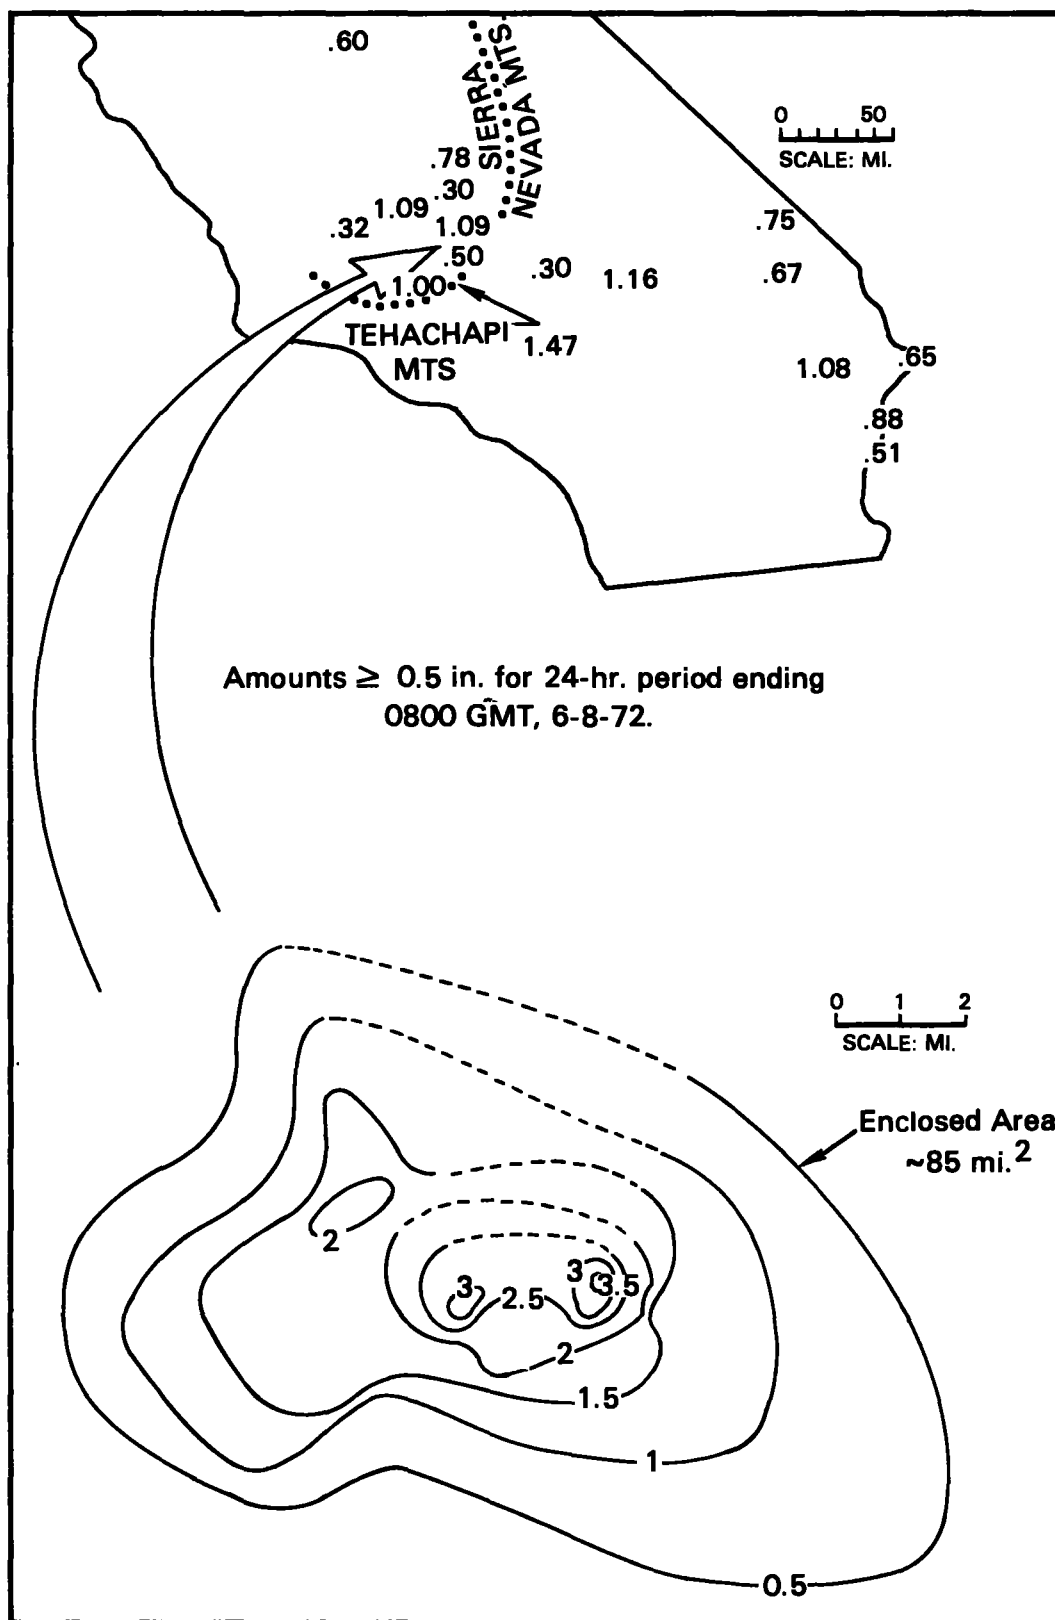 .60
SIERRA
NEVADA MTS.
0 50
SCALE: MI.
.78
.30
1.09
.32
1.09
.75
.50
.30
1.16
.67
1.00
TEHACHAPI
MTS
1.47
1.08
.65
.88
.51
Amounts ≥ 0.5 in. for 24-hr. period ending
0800 GMT, 6-8-72.
0 1 2
SCALE: MI.
Enclosed Area
~85 mi.²
2
3
3
3.5
2.5
2
1.5
1
0.5